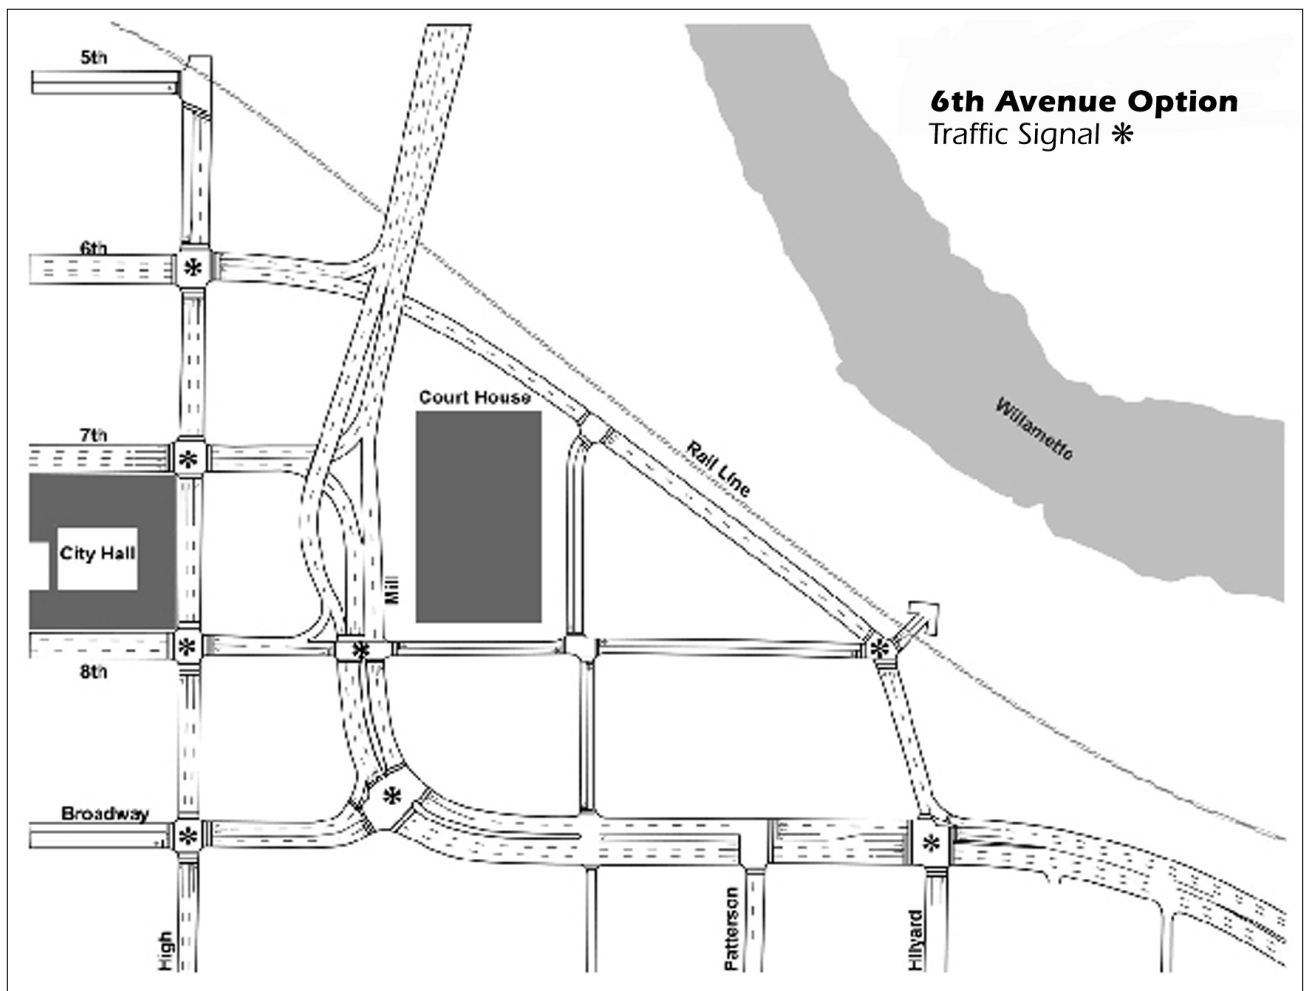 5th
6th Avenue Option
Traffic Signal *
6th
Court House
7th
Willametto
Rail Line
City Hall
Mill
8th
Broadway
High
Patterson
Hilyard